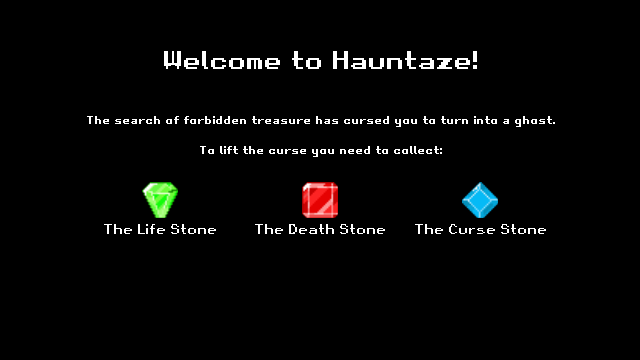 Welcome to Hauntaze!
The search of forbidden treasure has cursed you to turn into a ghost.
To lift the curse you need to collect:
The Life Stone
The Death Stone
The Curse Stone